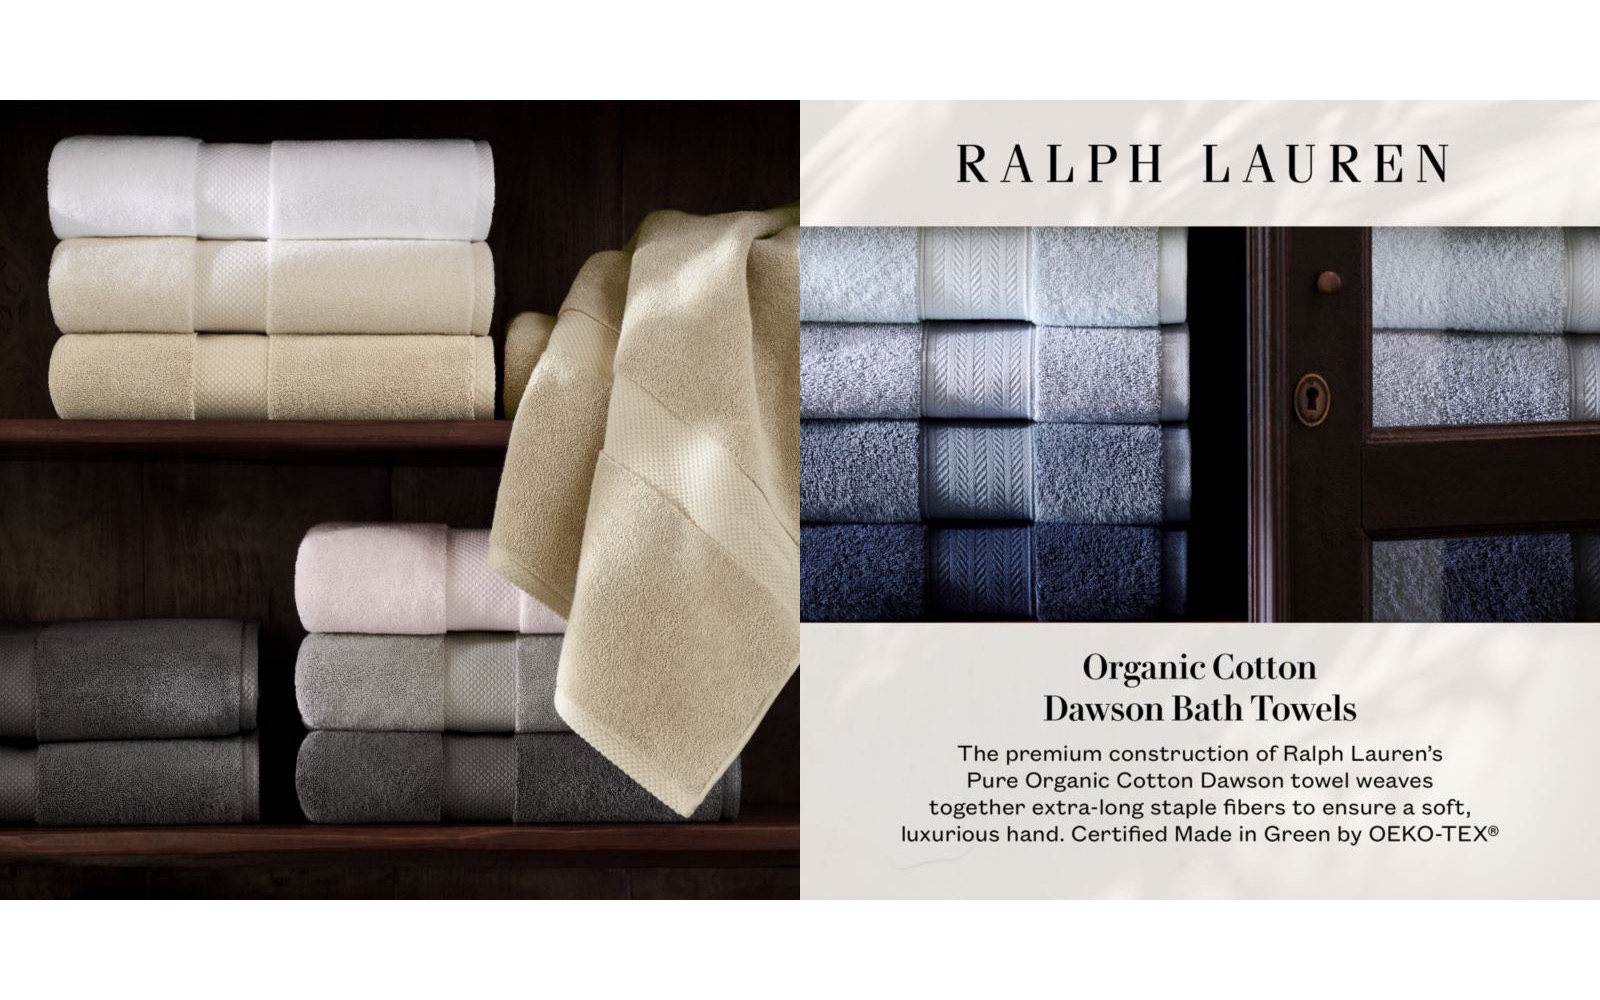 RALPH LAUREN
Organic Cotton
Dawson Bath Towels
The premium construction of Ralph Lauren’s
Pure Organic Cotton Dawson towel weaves
together extra-long staple fibers to ensure a soft,
luxurious hand. Certified Made in Green by OEKO-TEX®